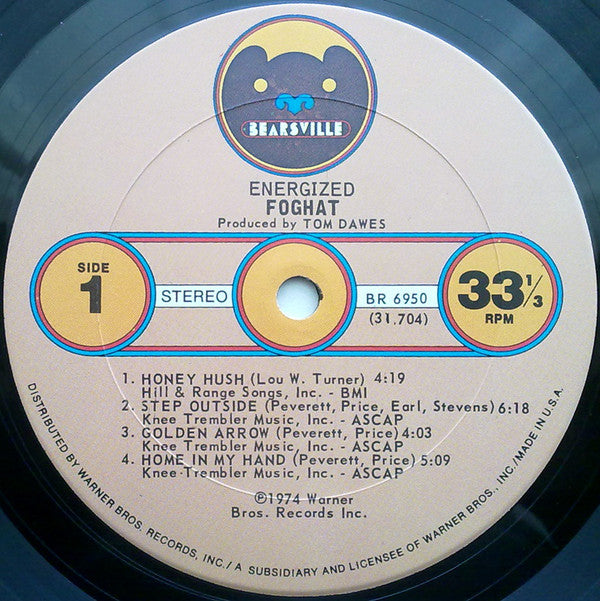 BEARSVILLE
ENERGIZED
FOGHAT
Produced by TOM DAWES
SIDE
1
STEREO
BR 6950
(31,704)
33 1/3
RPM
1. HONEY HUSH (Lou W. Turner) 4:19
Hill & Range Songs, Inc. - BMI
2. STEP OUTSIDE (Peverett, Price, Earl, Stevens) 6:18
Knee Trembler Music, Inc. - ASCAP
3. GOLDEN ARROW (Peverett, Price) 4:03
Knee Trembler Music, Inc. - ASCAP
4. HOME IN MY HAND (Peverett, Price) 5:09
Knee Trembler Music, Inc. - ASCAP
℗1974 Warner
Bros. Records Inc.
DISTRIBUTED BY WARNER BROS. RECORDS, INC./A SUBSIDIARY AND LICENSEE OF WARNER BROS., INC./MADE IN U.S.A.